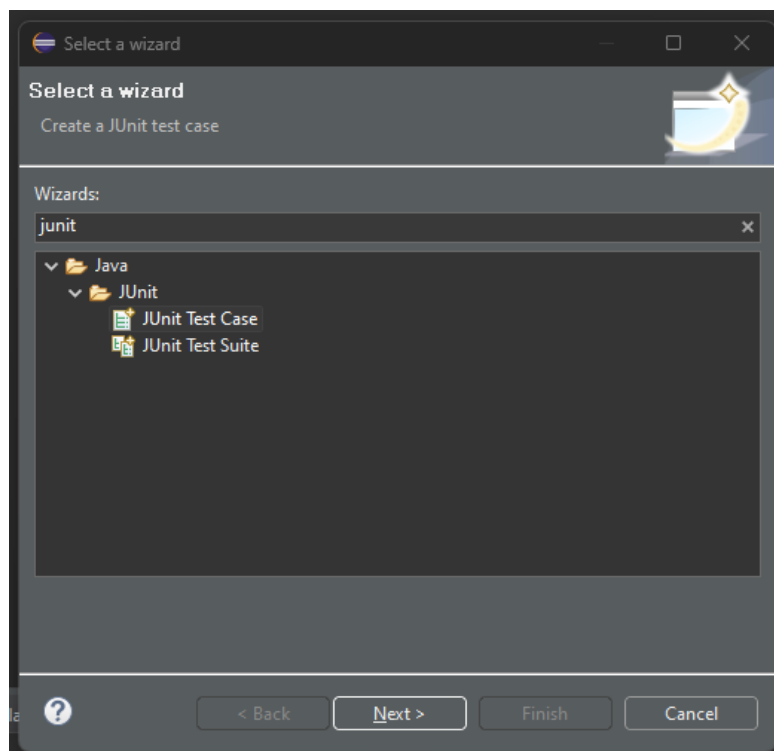 Select a wizard
Select a wizard
Create a JUnit test case
Wizards:
junit
Java
JUnit
JUnit Test Case
JUnit Test Suite
< Back
Next >
Finish
Cancel